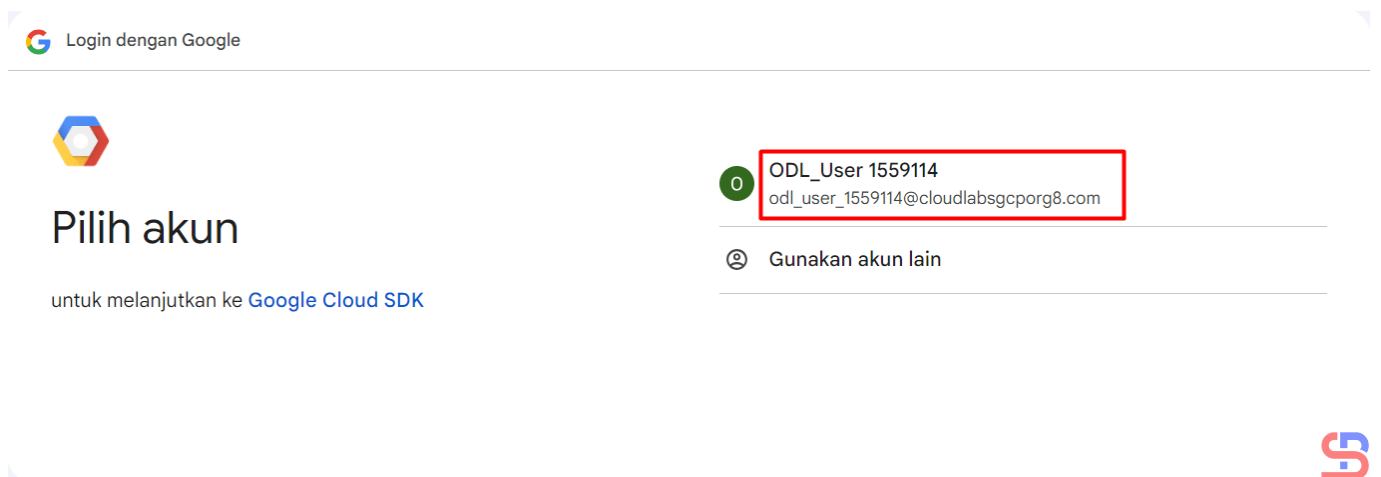 Login dengan Google
Pilih akun
untuk melanjutkan ke Google Cloud SDK
O
ODL_User 1559114
odl_user_1559114@cloudlabsgcporg8.com
Gunakan akun lain